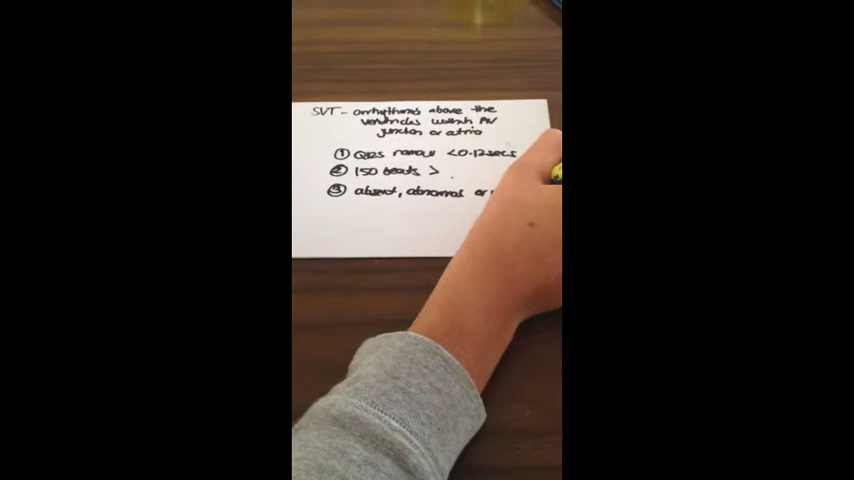 SVT - arrhythmias above the
ventricles within AV
junction or atria
① QRS narrow <0.12secs
② 150 beats >
③ absent, abnormal or